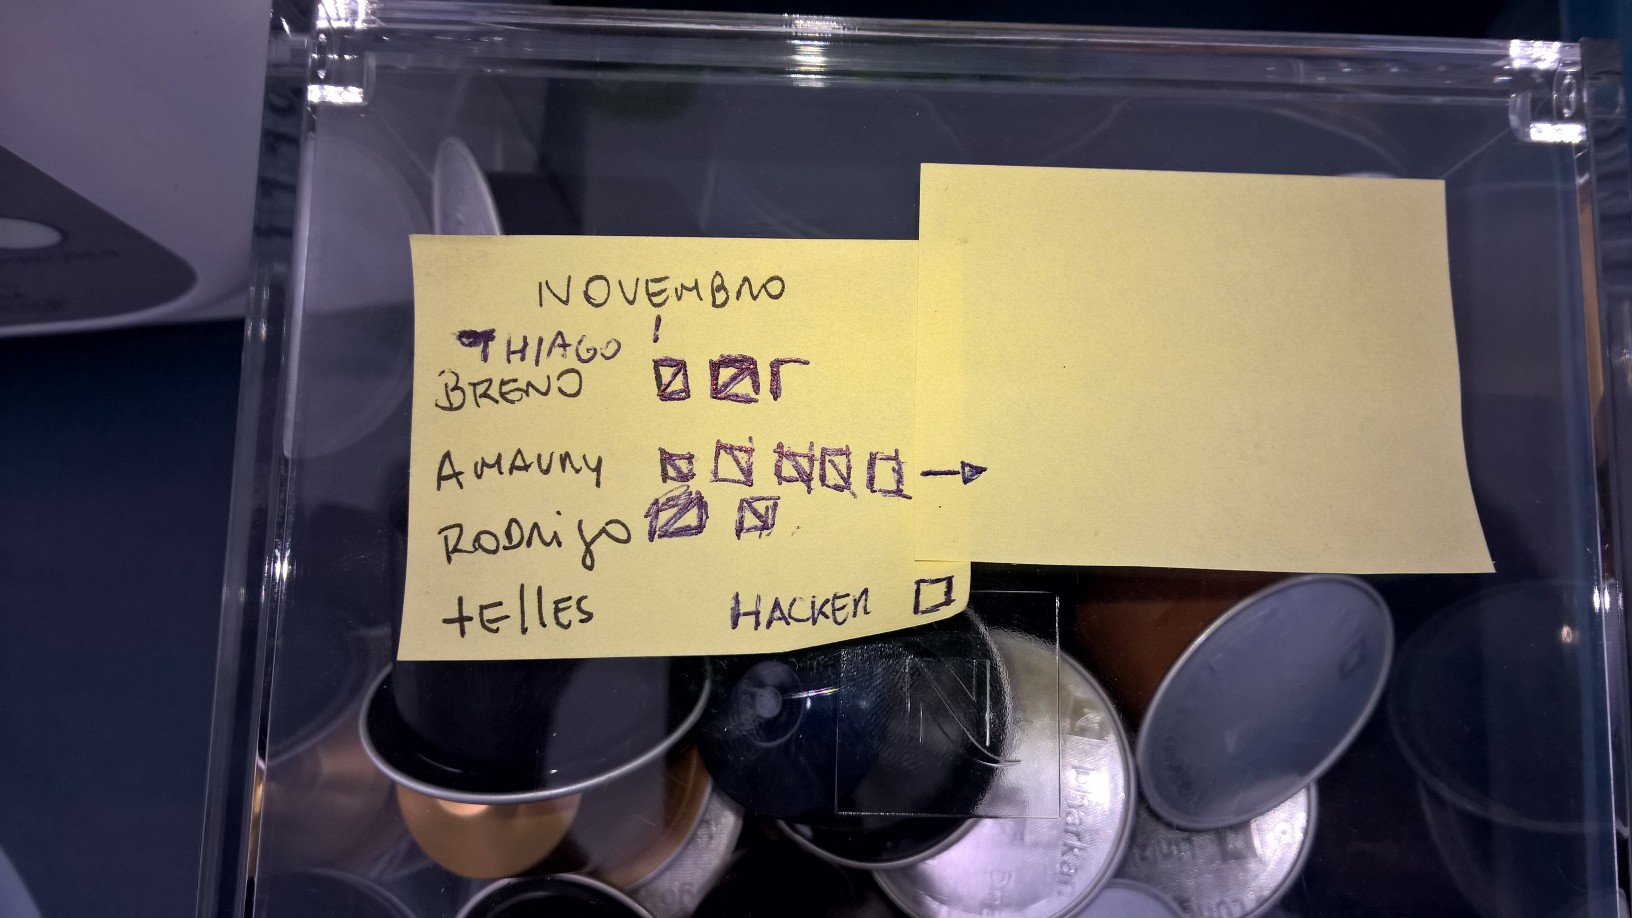 NOVEMBRO
THIAGO
BRENO
AMAURY
RODRIGO
tElles HACKER
N